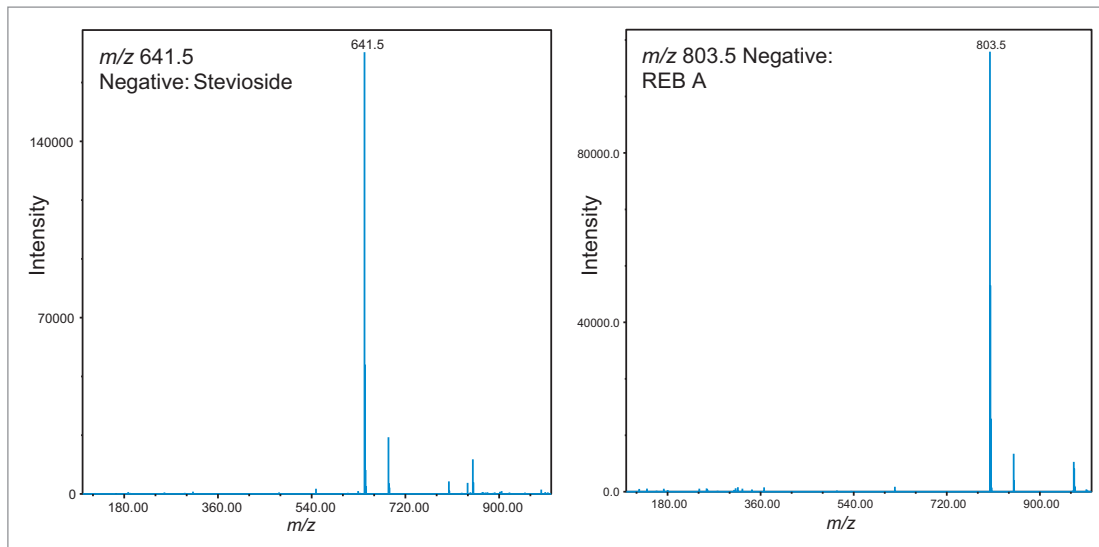 641.5
m/z 641.5
Negative: Stevioside
140000
70000
0
Intensity
180.00 360.00 540.00 720.00 900.00
m/z
803.5
m/z 803.5 Negative:
REB A
80000.0
40000.0
0.0
Intensity
180.00 360.00 540.00 720.00 900.00
m/z